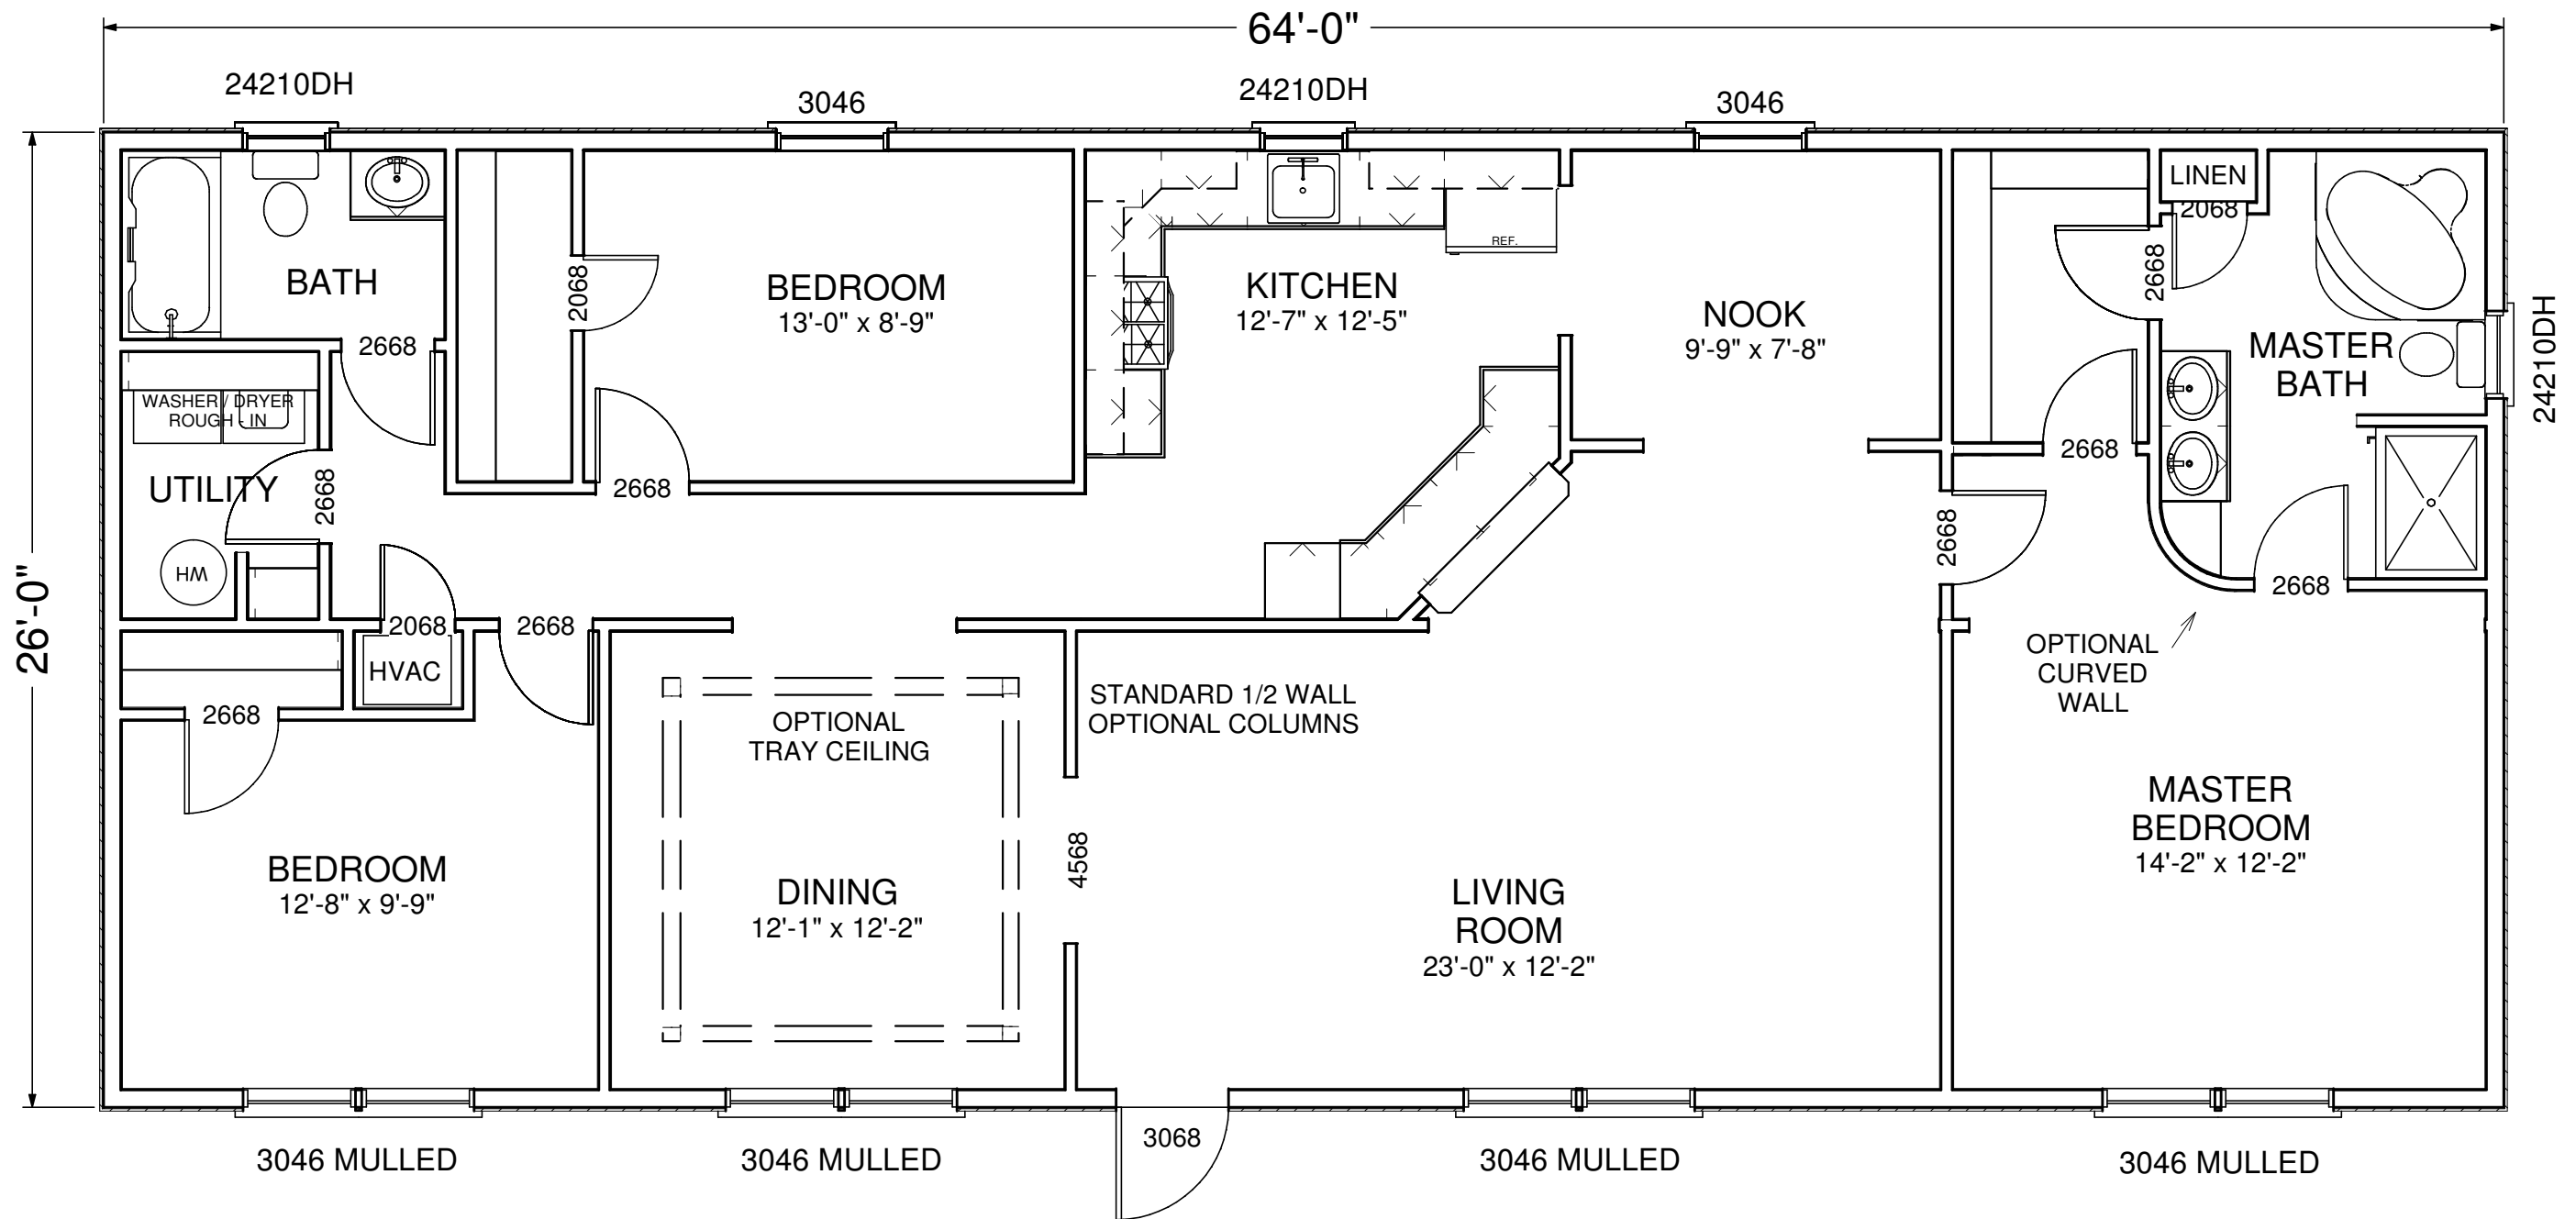 64'-0"
24210DH
3046
24210DH
3046
LINEN
2068
REF.
BATH
2068
BEDROOM
13'-0" x 8'-9"
KITCHEN
12'-7" x 12'-5"
NOOK
9'-9" x 7'-8"
2668
MASTER
BATH
24210DH
2668
WASHER / DRYER
ROUGH - IN
UTILITY
2668
2668
2668
2668
2668
WH
26'-0"
2068
2668
HVAC
2668
OPTIONAL
TRAY CEILING
STANDARD 1/2 WALL
OPTIONAL COLUMNS
OPTIONAL
CURVED
WALL
BEDROOM
12'-8" x 9'-9"
DINING
12'-1" x 12'-2"
4568
LIVING
ROOM
23'-0" x 12'-2"
MASTER
BEDROOM
14'-2" x 12'-2"
3046 MULLED
3046 MULLED
3068
3046 MULLED
3046 MULLED